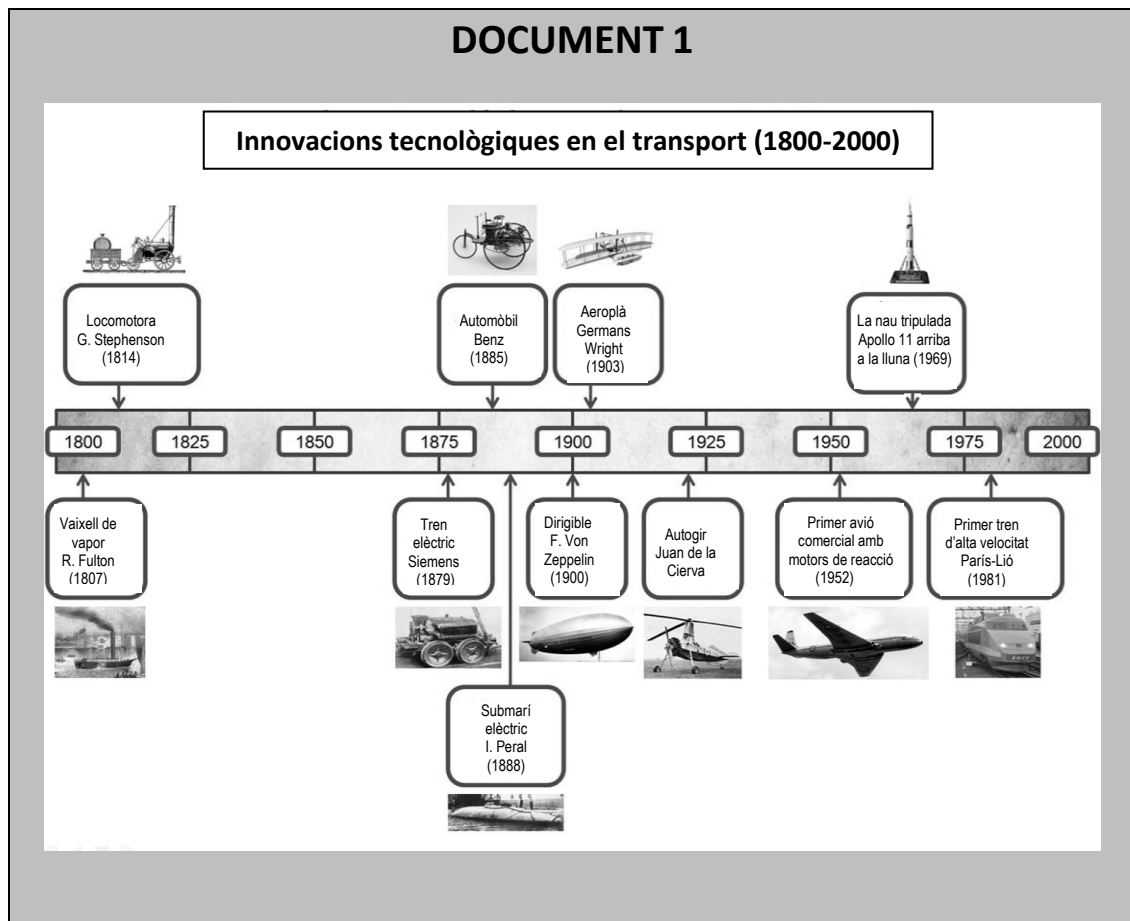 DOCUMENT 1
Innovacions tecnològiques en el transport (1800-2000)
Locomotora
G. Stephenson
(1814)
Automòbil
Benz
(1885)
Aeroplà
Germans
Wright
(1903)
La nau tripulada
Apollo 11 arriba
a la lluna (1969)
1800
1825
1850
1875
1900
1925
1950
1975
2000
Vaixell de
vapor
R. Fulton
(1807)
Tren
elèctric
Siemens
(1879)
Dirigible
F. Von
Zeppelin
(1900)
Autogir
Juan de la
Cierva
Primer avió
comercial amb
motors de reacció
(1952)
Primer tren
d'alta velocitat
París-Lió
(1981)
Submarí
elèctric
I. Peral
(1888)